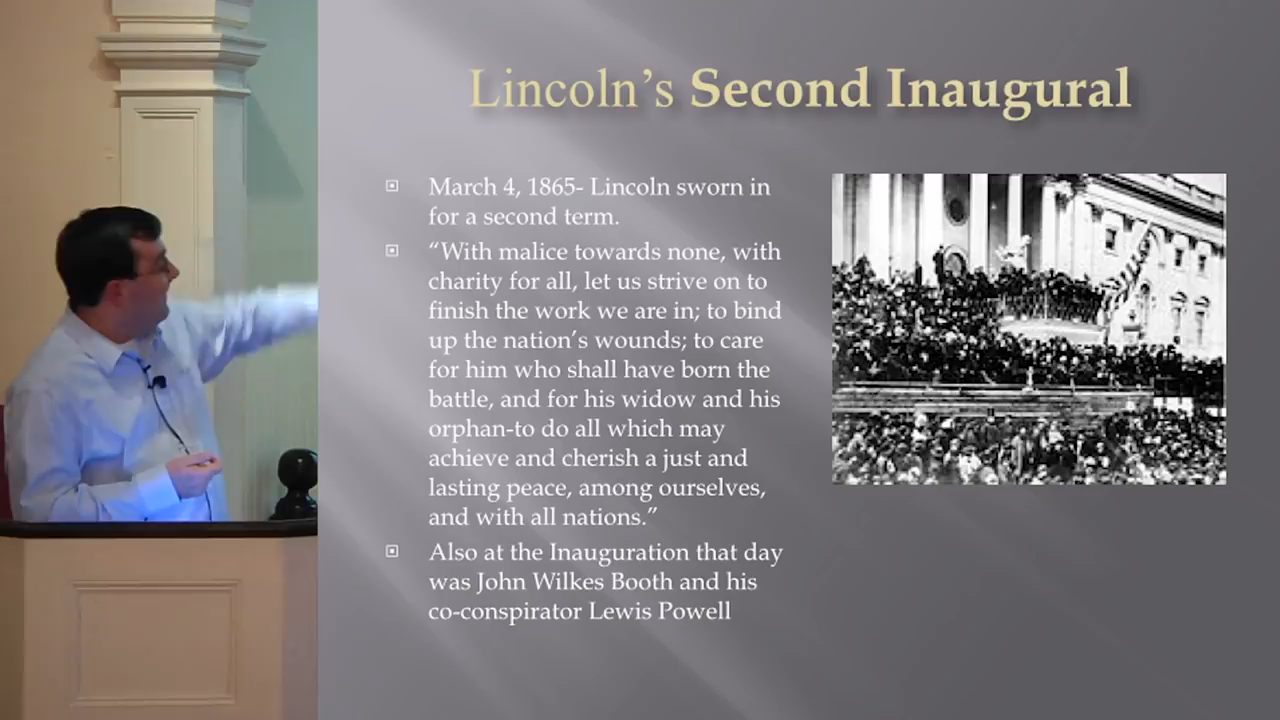 Lincoln’s Second Inaugural
March 4, 1865- Lincoln sworn in
for a second term.
“With malice towards none, with
charity for all, let us strive on to
finish the work we are in; to bind
up the nation’s wounds; to care
for him who shall have born the
battle, and for his widow and his
orphan-to do all which may
achieve and cherish a just and
lasting peace, among ourselves,
and with all nations.”
Also at the Inauguration that day
was John Wilkes Booth and his
co-conspirator Lewis Powell